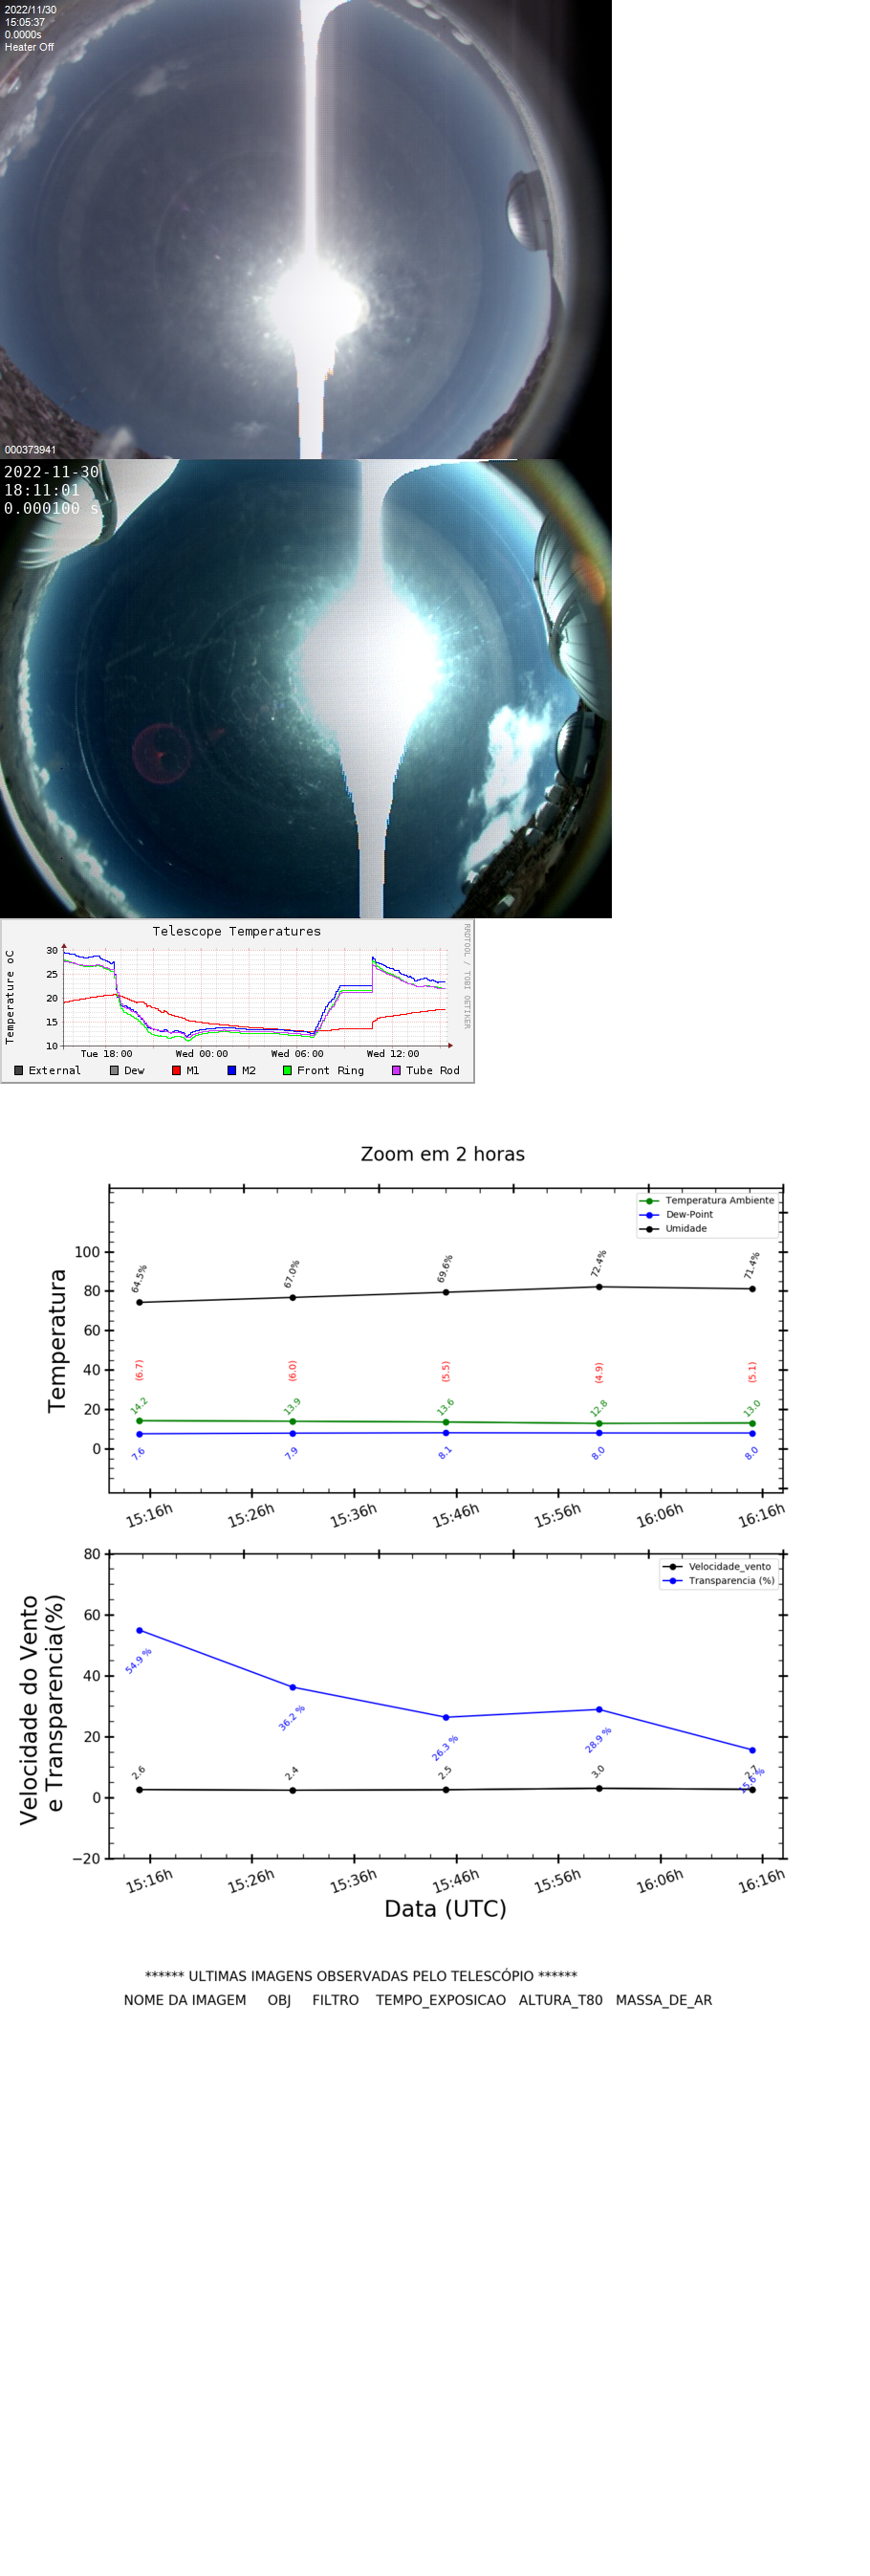 2022/11/30
15:05:37
0.0000s
Heater Off
000373941
2022-11-30
18:11:01
0.000100 s
Telescope Temperatures
RRDTOOL / TOBI OETIKER
Temperature oC
30
25
20
15
10
Tue 18:00 Wed 00:00 Wed 06:00 Wed 12:00
External Dew M1 M2 Front Ring Tube Rod
Zoom em 2 horas
Temperatura Ambiente
Dew-Point
Umidade
Temperatura
100
80
60
40
20
0
64.5% 67.0% 69.6% 72.4% 71.4%
(6.7) (6.0) (5.5) (4.9) (5.1)
14.2 13.9 13.6 12.8 13.0
7.6 7.9 8.1 8.0 8.0
15:16h 15:26h 15:36h 15:46h 15:56h 16:06h 16:16h
Velocidade_vento
Transparencia (%)
Velocidade do Vento
e Transparencia(%)
80
60
40
20
0
−20
54.9 % 36.2 % 26.3 % 28.9 % 15.6 %
2.6 2.4 2.5 3.0 2.7
15:16h 15:26h 15:36h 15:46h 15:56h 16:06h 16:16h
Data (UTC)
****** ULTIMAS IMAGENS OBSERVADAS PELO TELESCÓPIO ******
NOME DA IMAGEM OBJ FILTRO TEMPO_EXPOSICAO ALTURA_T80 MASSA_DE_AR